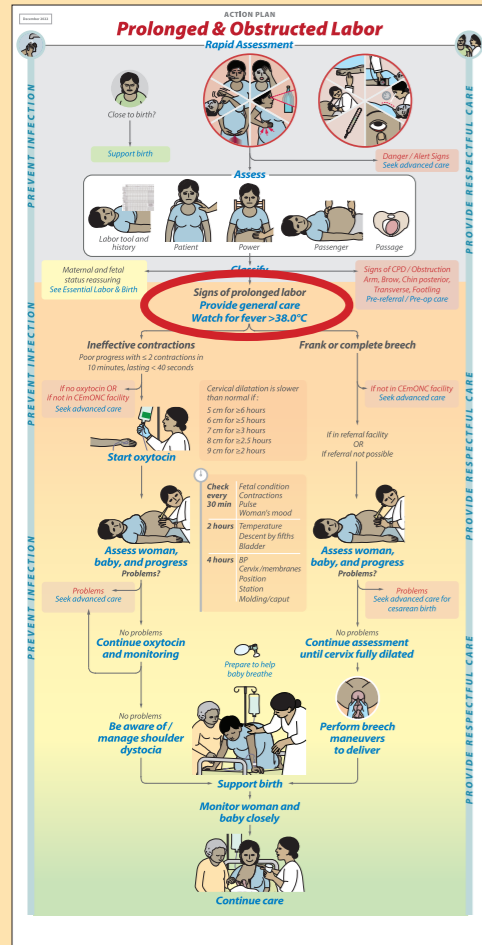 December 2022
ACTION PLAN
Prolonged & Obstructed Labor
Rapid Assessment
PREVENT INFECTION
PROVIDE RESPECTFUL CARE
Close to birth?
Support birth
Danger / Alert Signs
Seek advanced care
Assess
Labor tool and
history
Patient
Power
Passenger
Passage
Classify
Maternal and fetal
status reassuring
See Essential Labor & Birth
Signs of CPD / Obstruction
Arm, Brow, Chin posterior,
Transverse, Footling
Pre-referral / Pre-op care
Signs of prolonged labor
Provide general care
Watch for fever >38.0°C
Ineffective contractions
Poor progress with ≤ 2 contractions in
10 minutes, lasting < 40 seconds
Frank or complete breech
PREVENT INFECTION
PROVIDE RESPECTFUL CARE
If no oxytocin OR
if not in CEmONC facility
Seek advanced care
Cervical dilatation is slower
than normal if :
5 cm for ≥6 hours
6 cm for ≥5 hours
7 cm for ≥3 hours
8 cm for ≥2.5 hours
9 cm for ≥2 hours
If not in CEmONC facility
Seek advanced care
If in referral facility
OR
If referral not possible
Start oxytocin
Check
every
30 min
Fetal condition
Contractions
Pulse
Woman's mood
2 hours
Temperature
Descent by fifths
Bladder
4 hours
BP
Cervix/membranes
Position
Station
Molding/caput
Assess woman,
baby, and progress
Problems?
Assess woman,
baby, and progress
Problems?
PREVENT INFECTION
PROVIDE RESPECTFUL CARE
Problems
Seek advanced care
Problems
Seek advanced care for
cesarean birth
No problems
Continue oxytocin
and monitoring
Prepare to help
baby breathe
No problems
Continue assessment
until cervix fully dilated
No problems
Be aware of /
manage shoulder
dystocia
Perform breech
maneuvers
to deliver
Support birth
Monitor woman and
baby closely
Continue care